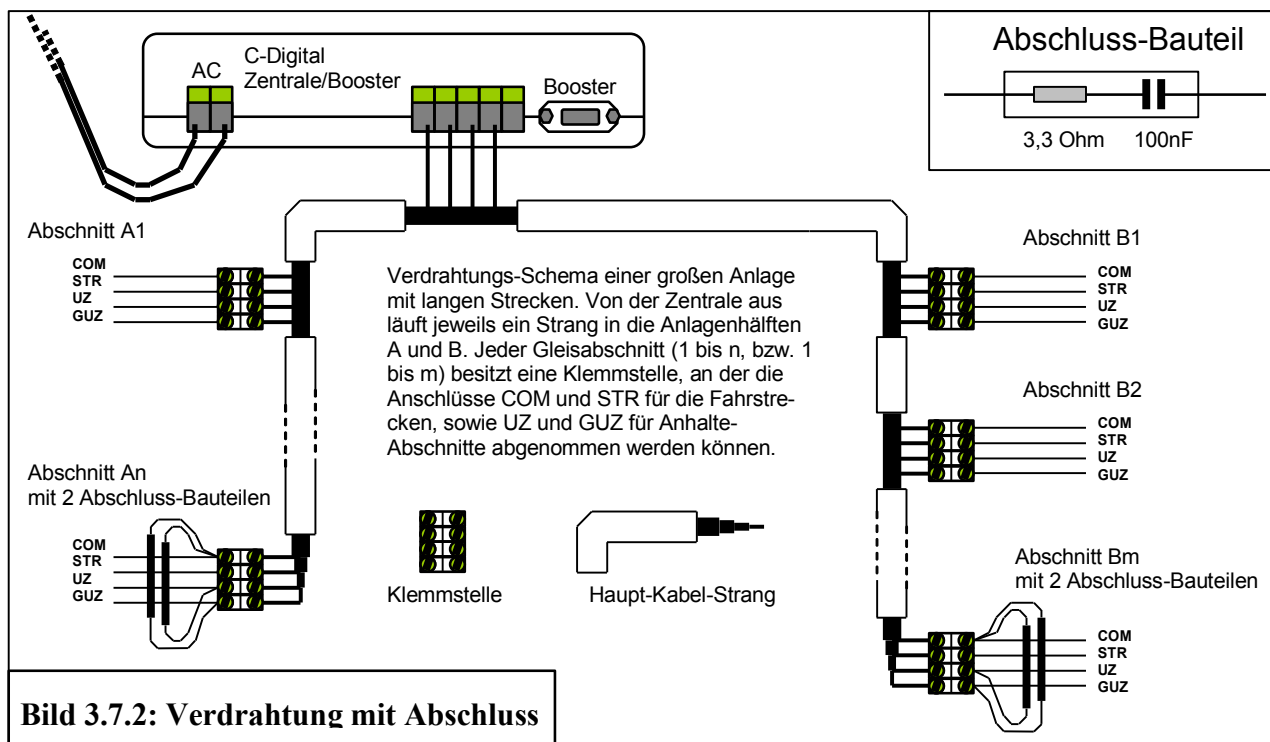 C-Digital
Zentrale/Booster
AC
Booster
Abschluss-Bauteil
3,3 Ohm 100nF
Abschnitt A1
COM
STR
UZ
GUZ
Abschnitt B1
COM
STR
UZ
GUZ
Verdrahtungs-Schema einer großen Anlage
mit langen Strecken. Von der Zentrale aus
läuft jeweils ein Strang in die Anlagenhälften
A und B. Jeder Gleisabschnitt (1 bis n, bzw. 1
bis m) besitzt eine Klemmstelle, an der die
Anschlüsse COM und STR für die Fahrstre-
cken, sowie UZ und GUZ für Anhalte-
Abschnitte abgenommen werden können.
Abschnitt B2
COM
STR
UZ
GUZ
Abschnitt An
mit 2 Abschluss-Bauteilen
COM
STR
UZ
GUZ
Klemmstelle
Haupt-Kabel-Strang
Abschnitt Bm
mit 2 Abschluss-Bauteilen
COM
STR
UZ
GUZ
Bild 3.7.2: Verdrahtung mit Abschluss